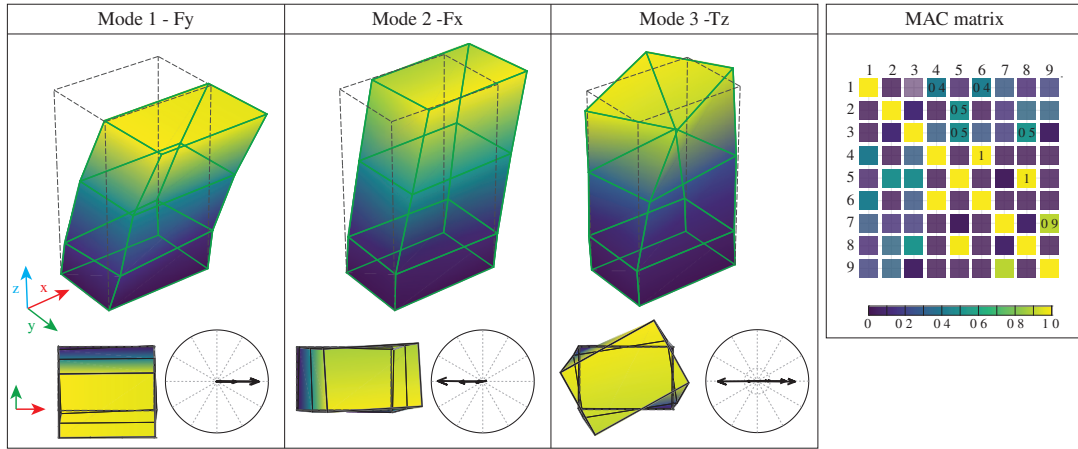 Mode 1 - Fy
Mode 2 -Fx
Mode 3 -Tz
MAC matrix
1 2 3 4 5 6 7 8 9
1 0 4 0 4
2 0 5
3 0 5 0 5
4 1
5 1
6
7 0 9
8
9
0 0 2 0 4 0 6 0 8 1 0
z
x
y